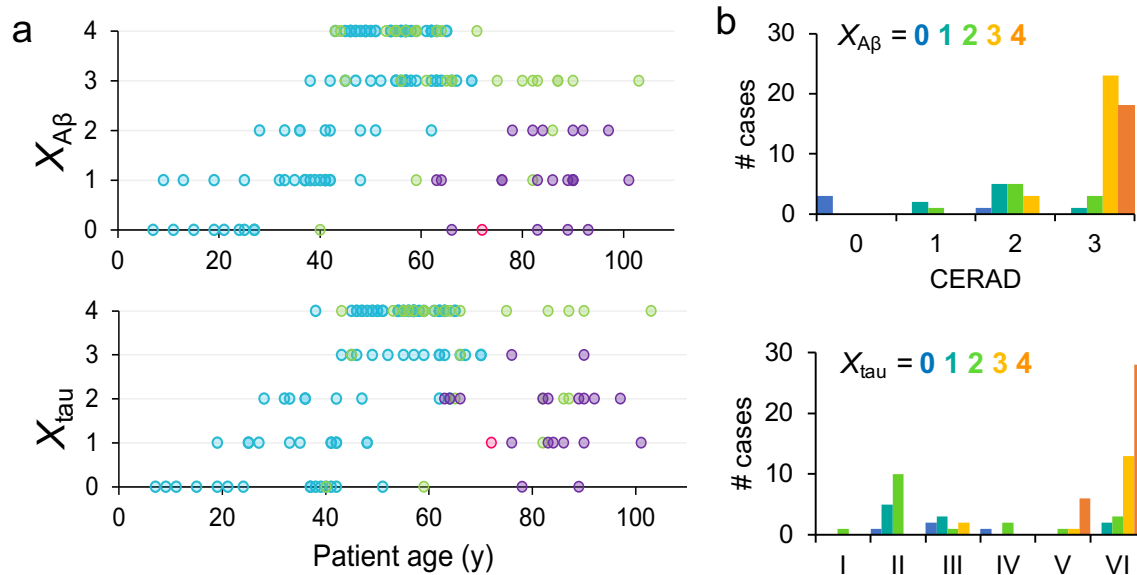 a
X_Aβ
4
3
2
1
0
0 20 40 60 80 100
X_tau
4
3
2
1
0
0 20 40 60 80 100
Patient age (y)
b
X_Aβ = 0 1 2 3 4
# cases
30
20
10
0
0 1 2 3
CERAD
X_tau = 0 1 2 3 4
# cases
30
20
10
0
I II III IV V VI